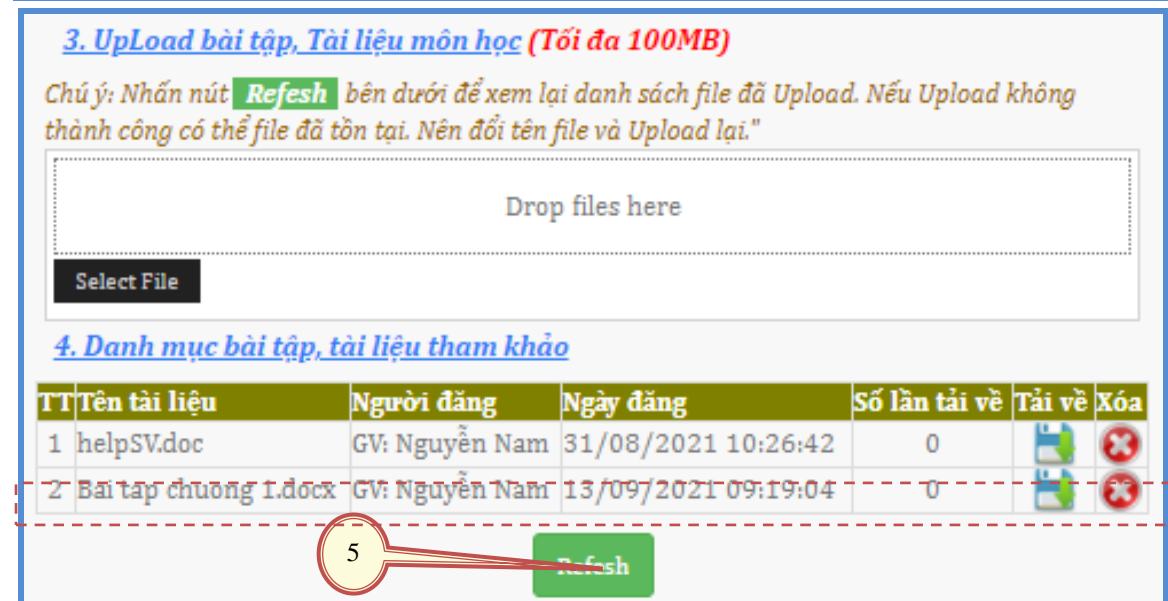 3. UpLoad bài tập, Tài liệu môn học (Tối đa 100MB)
Chú ý: Nhấn nút Refesh bên dưới để xem lại danh sách file đã Upload. Nếu Upload không
thành công có thể file đã tồn tại. Nên đổi tên file và Upload lại."
Drop files here
Select File
4. Danh mục bài tập, tài liệu tham khảo
TT Tên tài liệu Người đăng Ngày đăng Số lần tải về Tải về Xóa
1 helpSV.doc GV: Nguyễn Nam 31/08/2021 10:26:42 0
2 Bai tap chuong 1.docx GV: Nguyễn Nam 13/09/2021 09:19:04 0
5
Refesh